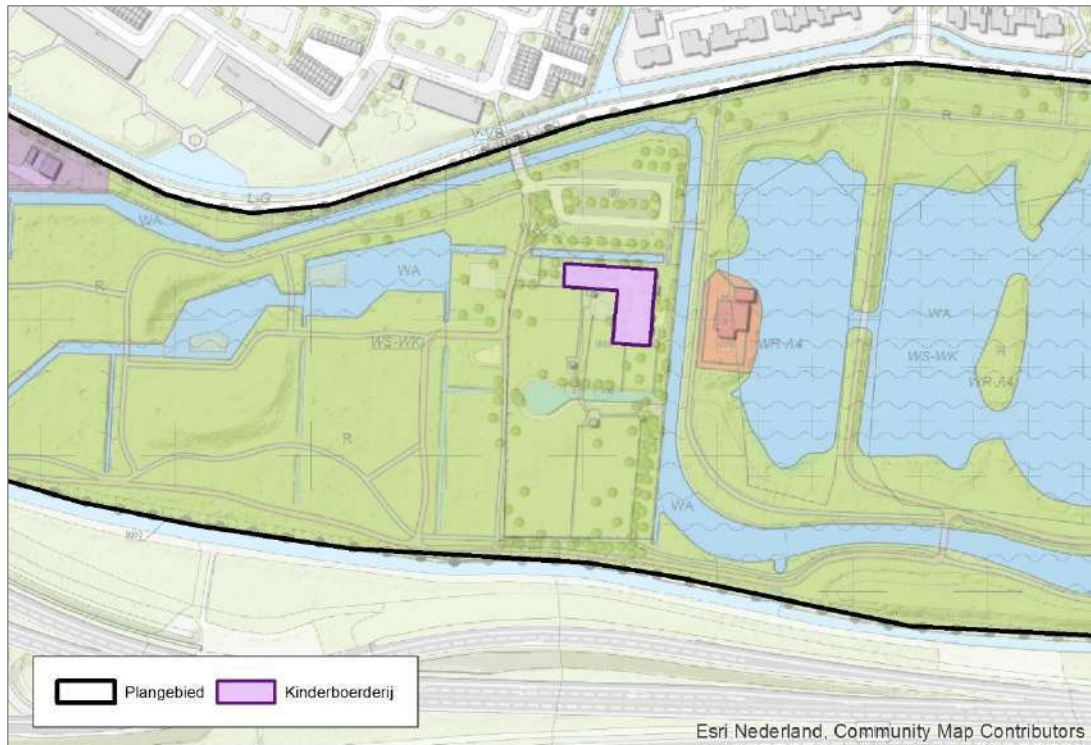 L-G
WA
R
R
WA
WS-WK
R
WR-A4
WS-WK
WA
R
WR-A4
R
WA
Plangebied
Kinderboerderij
Esri Nederland, Community Map Contributors